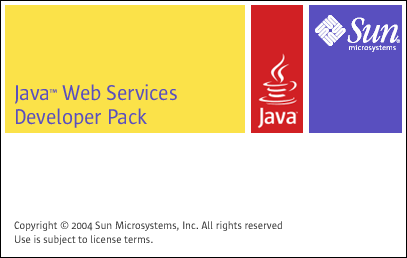 Java™ Web Services
Developer Pack
Java™
Sun®
microsystems
Copyright © 2004 Sun Microsystems, Inc. All rights reserved
Use is subject to license terms.